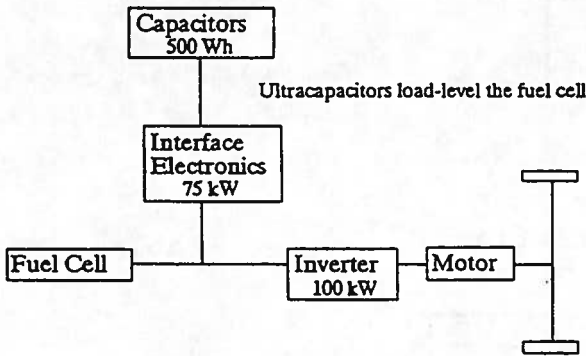 Capacitors
500 Wh
Ultracapacitors load-level the fuel cell
Interface
Electronics
75 kW
Fuel Cell
Inverter
100 kW
Motor